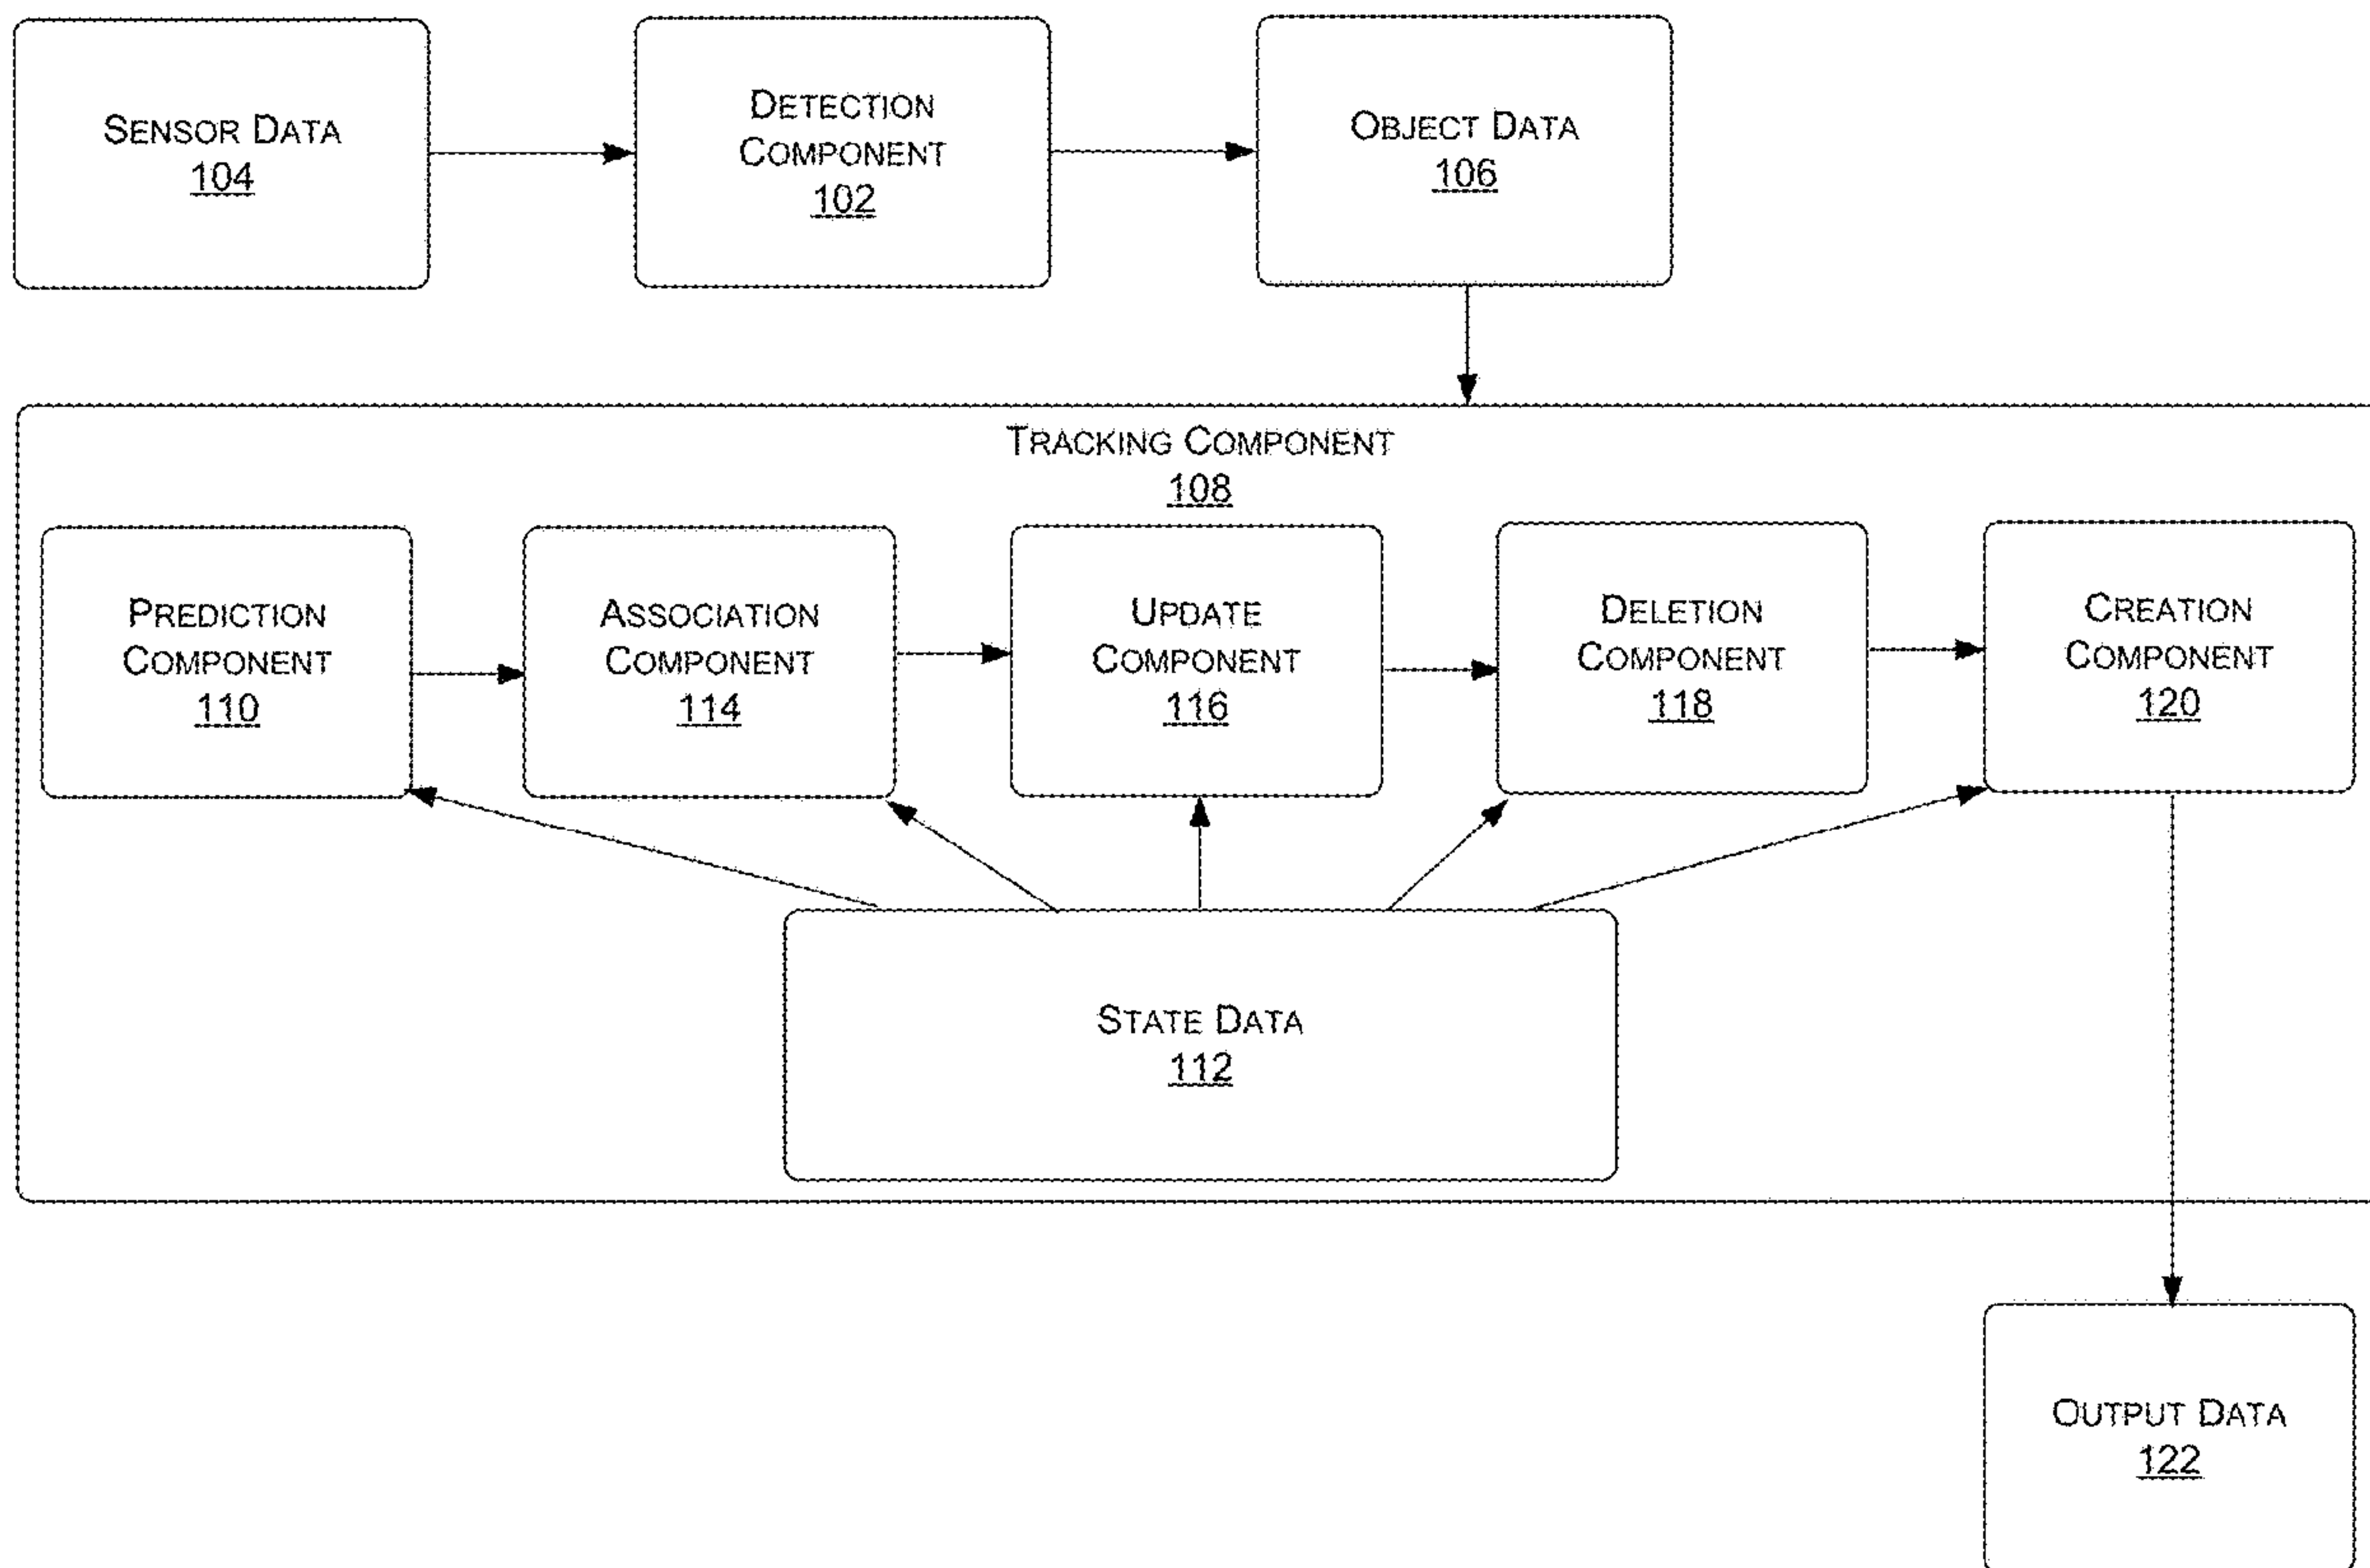 SENSOR DATA
104
DETECTION
COMPONENT
102
OBJECT DATA
106
TRACKING COMPONENT
108
PREDICTION
COMPONENT
110
ASSOCIATION
COMPONENT
114
UPDATE
COMPONENT
116
DELETION
COMPONENT
118
CREATION
COMPONENT
120
STATE DATA
112
OUTPUT DATA
122